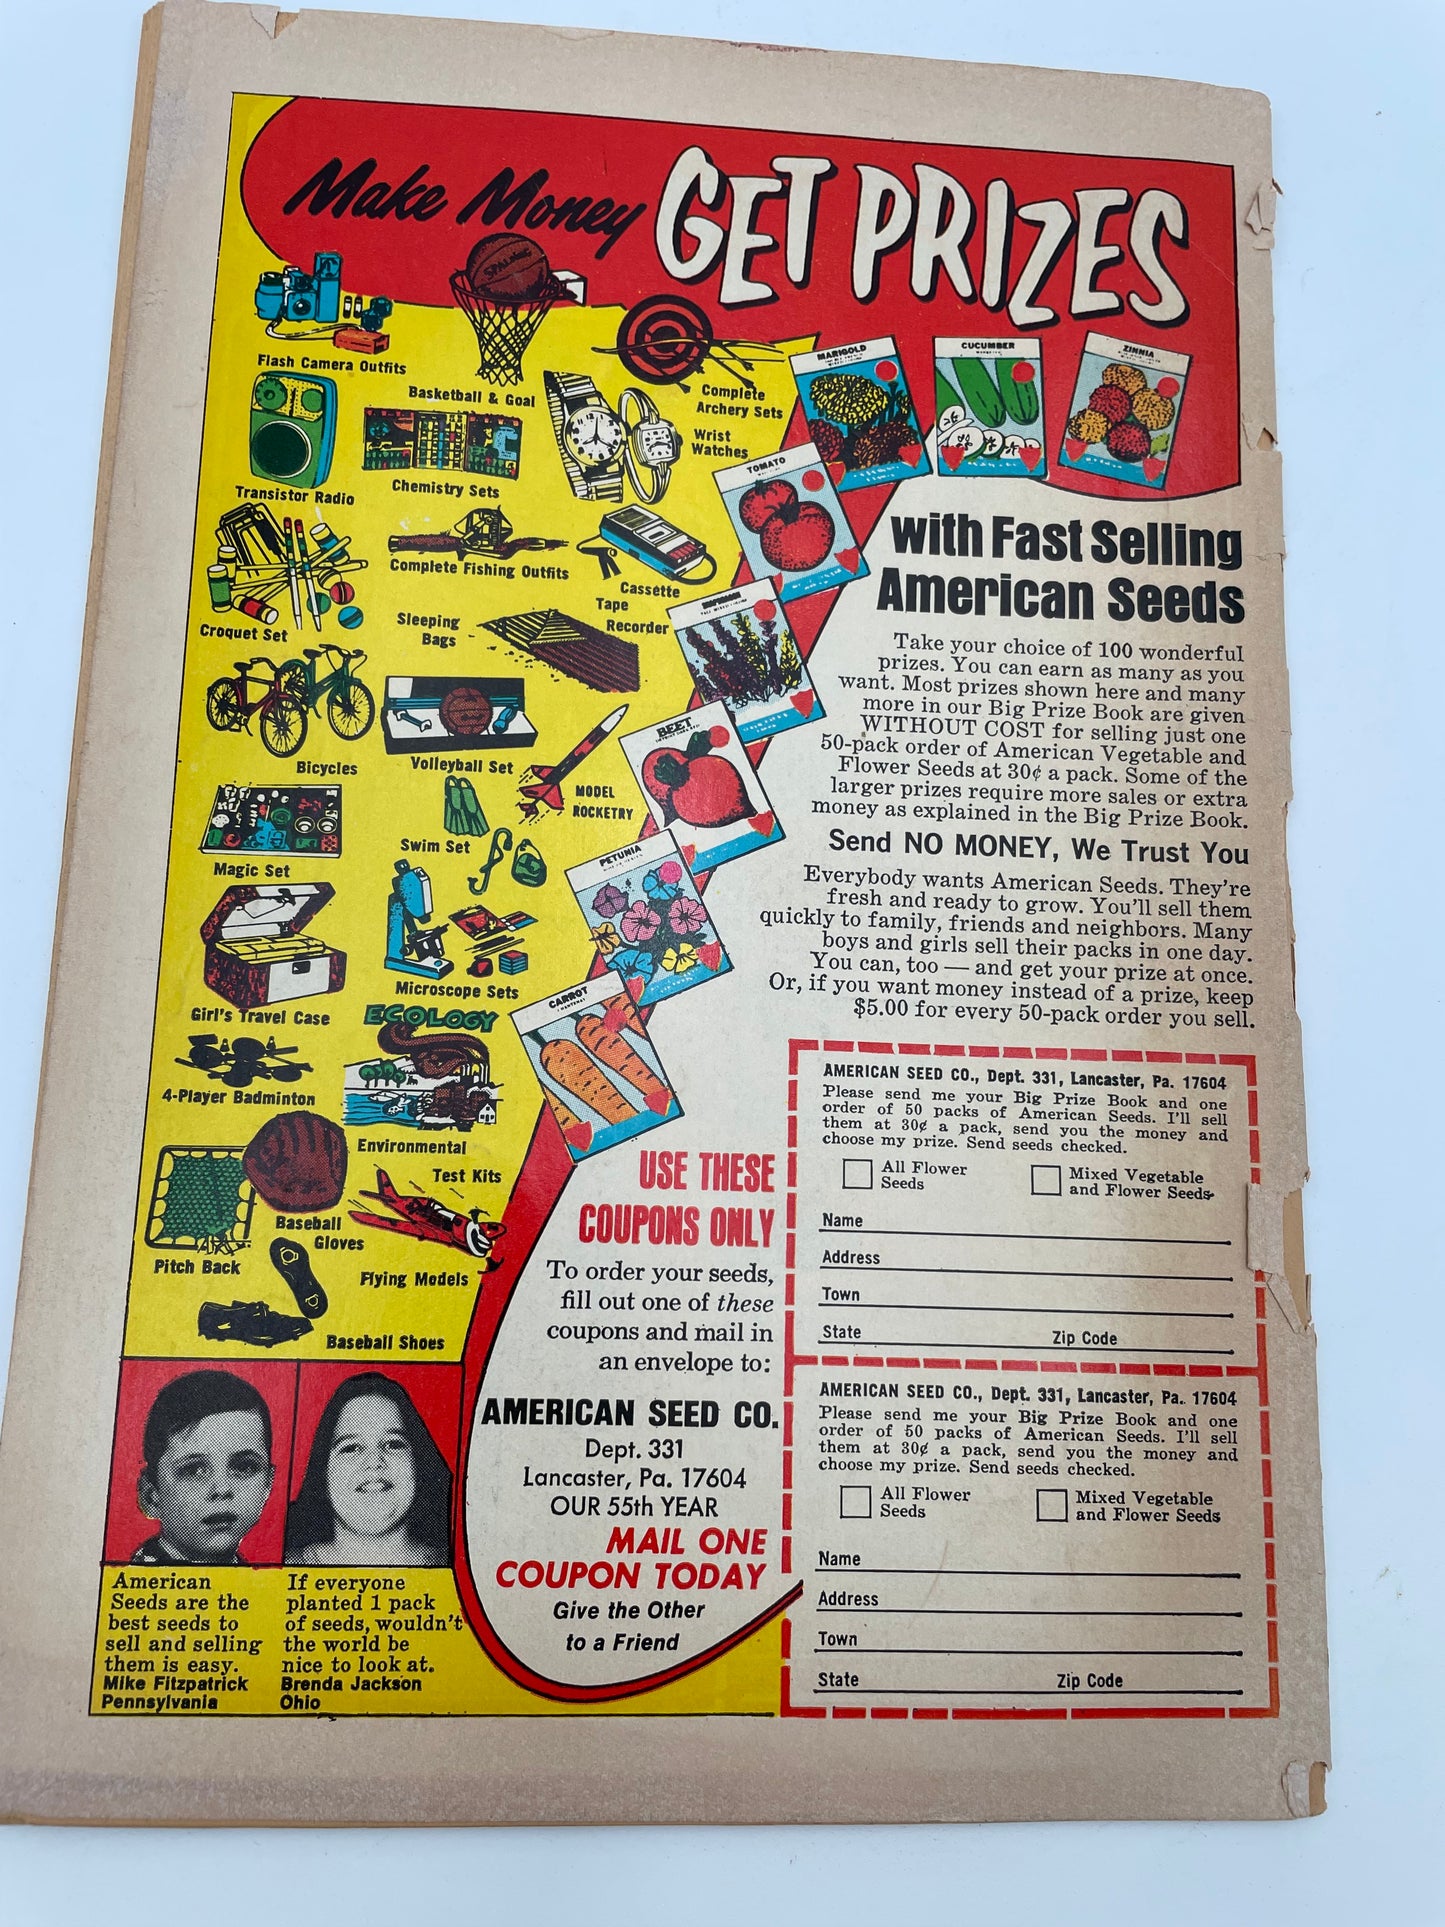 Make Money GET PRIZES
SPALDING
Flash Camera Outfits
Basketball & Goal
Complete
Archery Sets
Wrist
Watches
Transistor Radio
Chemistry Sets
Complete Fishing Outfits
Cassette
Tape
Recorder
Croquet Set
Sleeping
Bags
Bicycles
Volleyball Set
MODEL
ROCKETRY
Magic Set
Swim Set
Girl's Travel Case
Microscope Sets
ECOLOGY
4-Player Badminton
Environmental
Test Kits
Pitch Back
Baseball
Gloves
Flying Models
Baseball Shoes
MARIGOLD
CUCUMBER
ZINNIA
TOMATO
BEET
PETUNIA
CARROT
with Fast Selling
American Seeds
Take your choice of 100 wonderful
prizes. You can earn as many as you
want. Most prizes shown here and many
more in our Big Prize Book are given
WITHOUT COST for selling just one
50-pack order of American Vegetable and
Flower Seeds at 30¢ a pack. Some of the
larger prizes require more sales or extra
money as explained in the Big Prize Book.
Send NO MONEY, We Trust You
Everybody wants American Seeds. They're
fresh and ready to grow. You'll sell them
quickly to family, friends and neighbors. Many
boys and girls sell their packs in one day.
You can, too — and get your prize at once.
Or, if you want money instead of a prize, keep
$5.00 for every 50-pack order you sell.
USE THESE
COUPONS ONLY
To order your seeds,
fill out one of these
coupons and mail in
an envelope to:
AMERICAN SEED CO.
Dept. 331
Lancaster, Pa. 17604
OUR 55th YEAR
MAIL ONE
COUPON TODAY
Give the Other
to a Friend
AMERICAN SEED CO., Dept. 331, Lancaster, Pa. 17604
Please send me your Big Prize Book and one
order of 50 packs of American Seeds. I'll sell
them at 30¢ a pack, send you the money and
choose my prize. Send seeds checked.
All Flower
Seeds
Mixed Vegetable
and Flower Seeds
Name
Address
Town
State Zip Code
AMERICAN SEED CO., Dept. 331, Lancaster, Pa. 17604
Please send me your Big Prize Book and one
order of 50 packs of American Seeds. I'll sell
them at 30¢ a pack, send you the money and
choose my prize. Send seeds checked.
All Flower
Seeds
Mixed Vegetable
and Flower Seeds
Name
Address
Town
State Zip Code
American
Seeds are the
best seeds to
sell and selling
them is easy.
Mike Fitzpatrick
Pennsylvania
If everyone
planted 1 pack
of seeds, wouldn't
the world be
nice to look at.
Brenda Jackson
Ohio